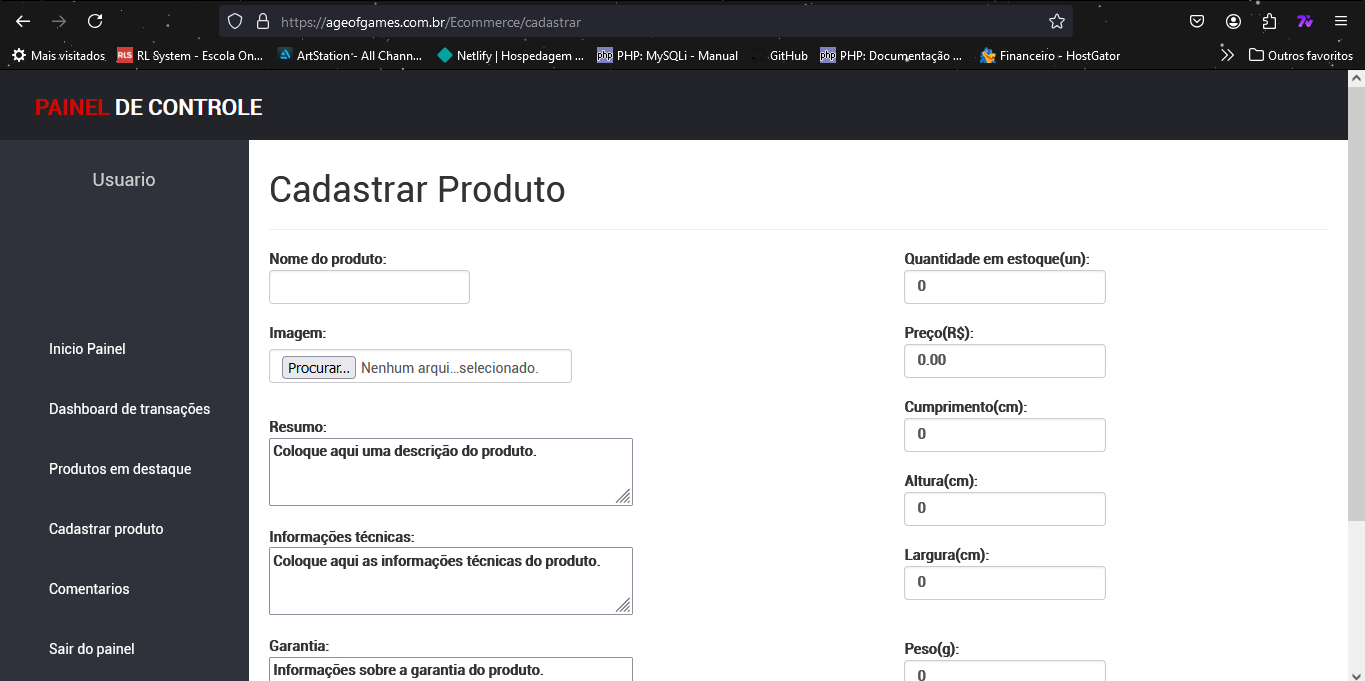 https://ageofgames.com.br/Ecommerce/cadastrar
Mais visitados
RLS RL System - Escola On...
ArtStation - All Chann...
Netlify | Hospedagem ...
php PHP: MySQLi - Manual
GitHub
php PHP: Documentação ...
Financeiro - HostGator
Outros favoritos
PAINEL DE CONTROLE
Usuario
Inicio Painel
Dashboard de transações
Produtos em destaque
Cadastrar produto
Comentarios
Sair do painel
Cadastrar Produto
Nome do produto:
Imagem:
Procurar... Nenhum arqui...selecionado.
Resumo:
Coloque aqui uma descrição do produto.
Informações técnicas:
Coloque aqui as informações técnicas do produto.
Garantia:
Informações sobre a garantia do produto.
Quantidade em estoque(un):
0
Preço(R$):
0.00
Cumprimento(cm):
0
Altura(cm):
0
Largura(cm):
0
Peso(g):
0